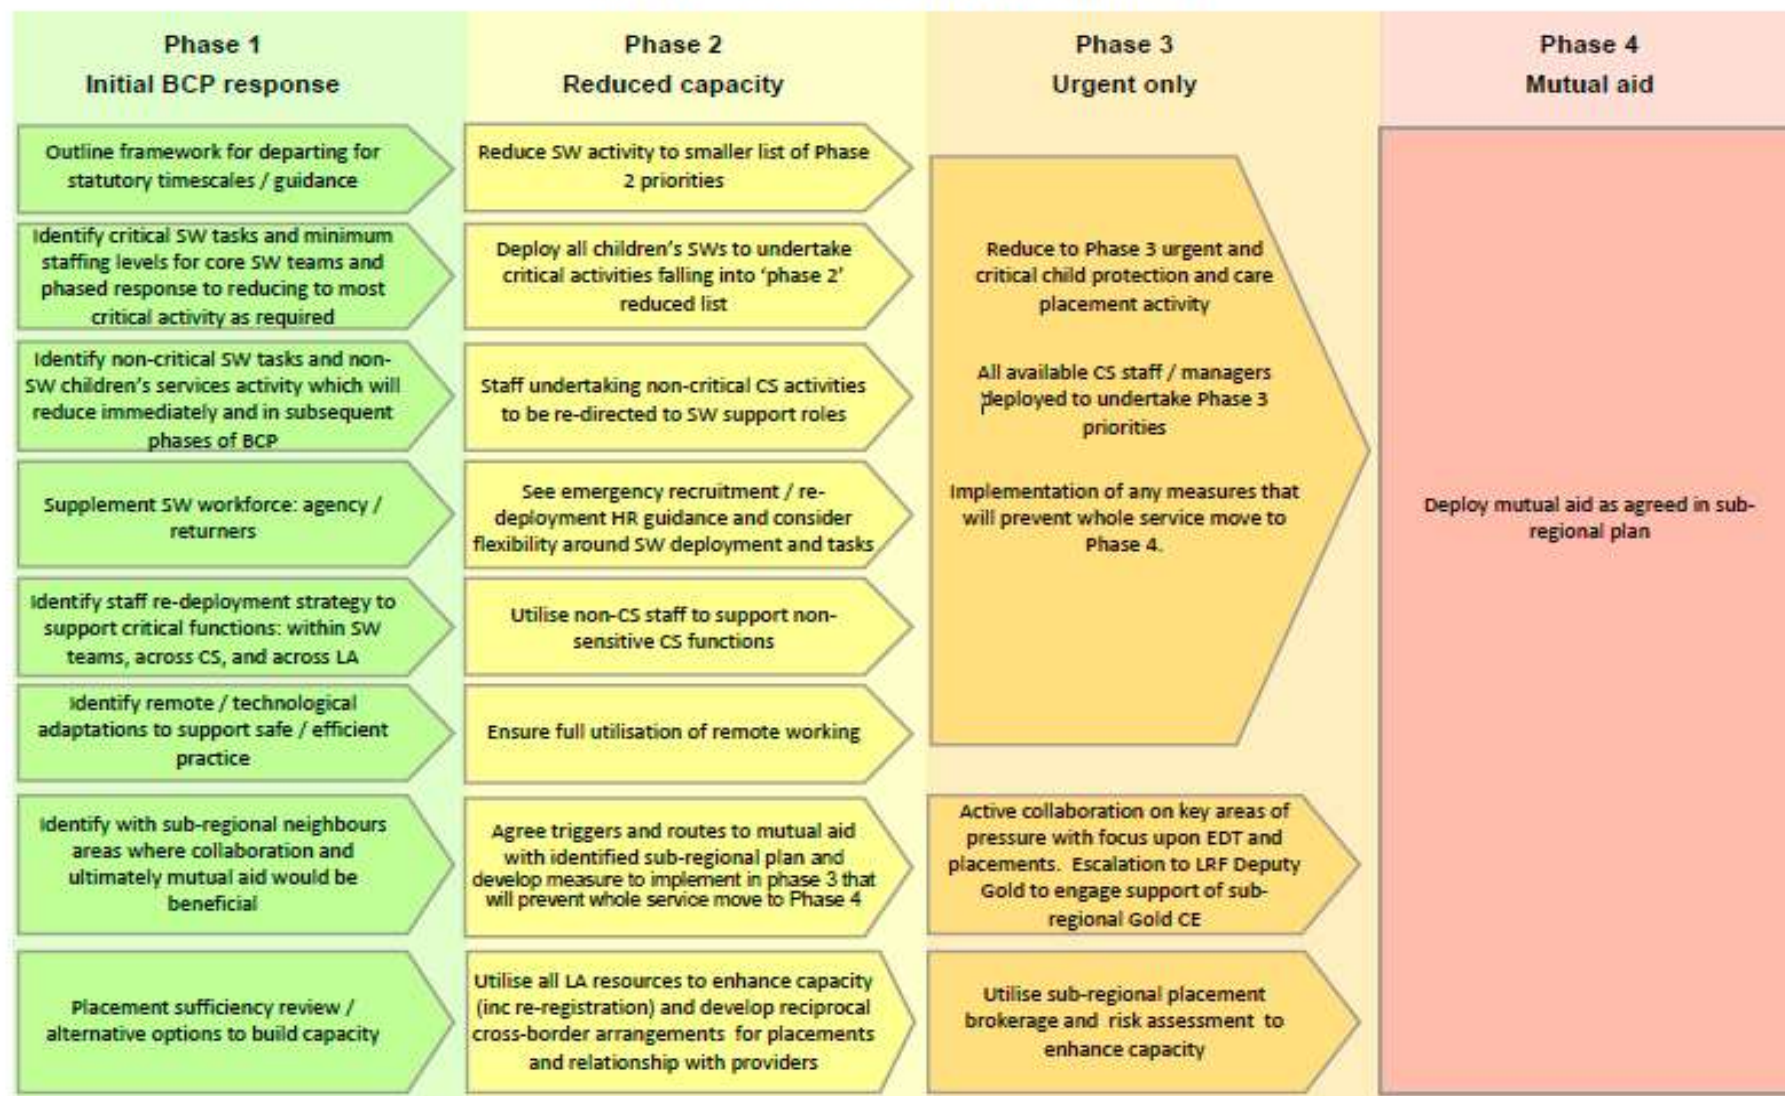 Phase 1
Initial BCP response
Outline framework for departing for
statutory timescales / guidance
Identify critical SW tasks and minimum
staffing levels for core SW teams and
phased response to reducing to most
critical activity as required
Identify non-critical SW tasks and non-
SW children's services activity which will
reduce immediately and in subsequent
phases of BCP
Supplement SW workforce: agency /
returners
Identify staff re-deployment strategy to
support critical functions: within SW
teams, across CS, and across LA
Identify remote / technological
adaptations to support safe / efficient
practice
Identify with sub-regional neighbours
areas where collaboration and
ultimately mutual aid would be
beneficial
Placement sufficiency review /
alternative options to build capacity
Phase 2
Reduced capacity
Reduce SW activity to smaller list of Phase
2 priorities
Deploy all children's SWs to undertake
critical activities falling into 'phase 2'
reduced list
Staff undertaking non-critical CS activities
to be re-directed to SW support roles
See emergency recruitment / re-
deployment HR guidance and consider
flexibility around SW deployment and tasks
Utilise non-CS staff to support non-
sensitive CS functions
Ensure full utilisation of remote working
Agree triggers and routes to mutual aid
with identified sub-regional plan and
develop measure to implement in phase 3 that
will prevent whole service move to Phase 4
Utilise all LA resources to enhance capacity
(inc re-registration) and develop reciprocal
cross-border arrangements for placements
and relationship with providers
Phase 3
Urgent only
Reduce to Phase 3 urgent and
critical child protection and care
placement activity
All available CS staff / managers
deployed to undertake Phase 3
priorities
Implementation of any measures that
will prevent whole service move to
Phase 4.
Active collaboration on key areas of
pressure with focus upon EDT and
placements. Escalation to LRF Deputy
Gold to engage support of sub-
regional Gold CE
Utilise sub-regional placement
brokerage and risk assessment to
enhance capacity
Phase 4
Mutual aid
Deploy mutual aid as agreed in sub-
regional plan